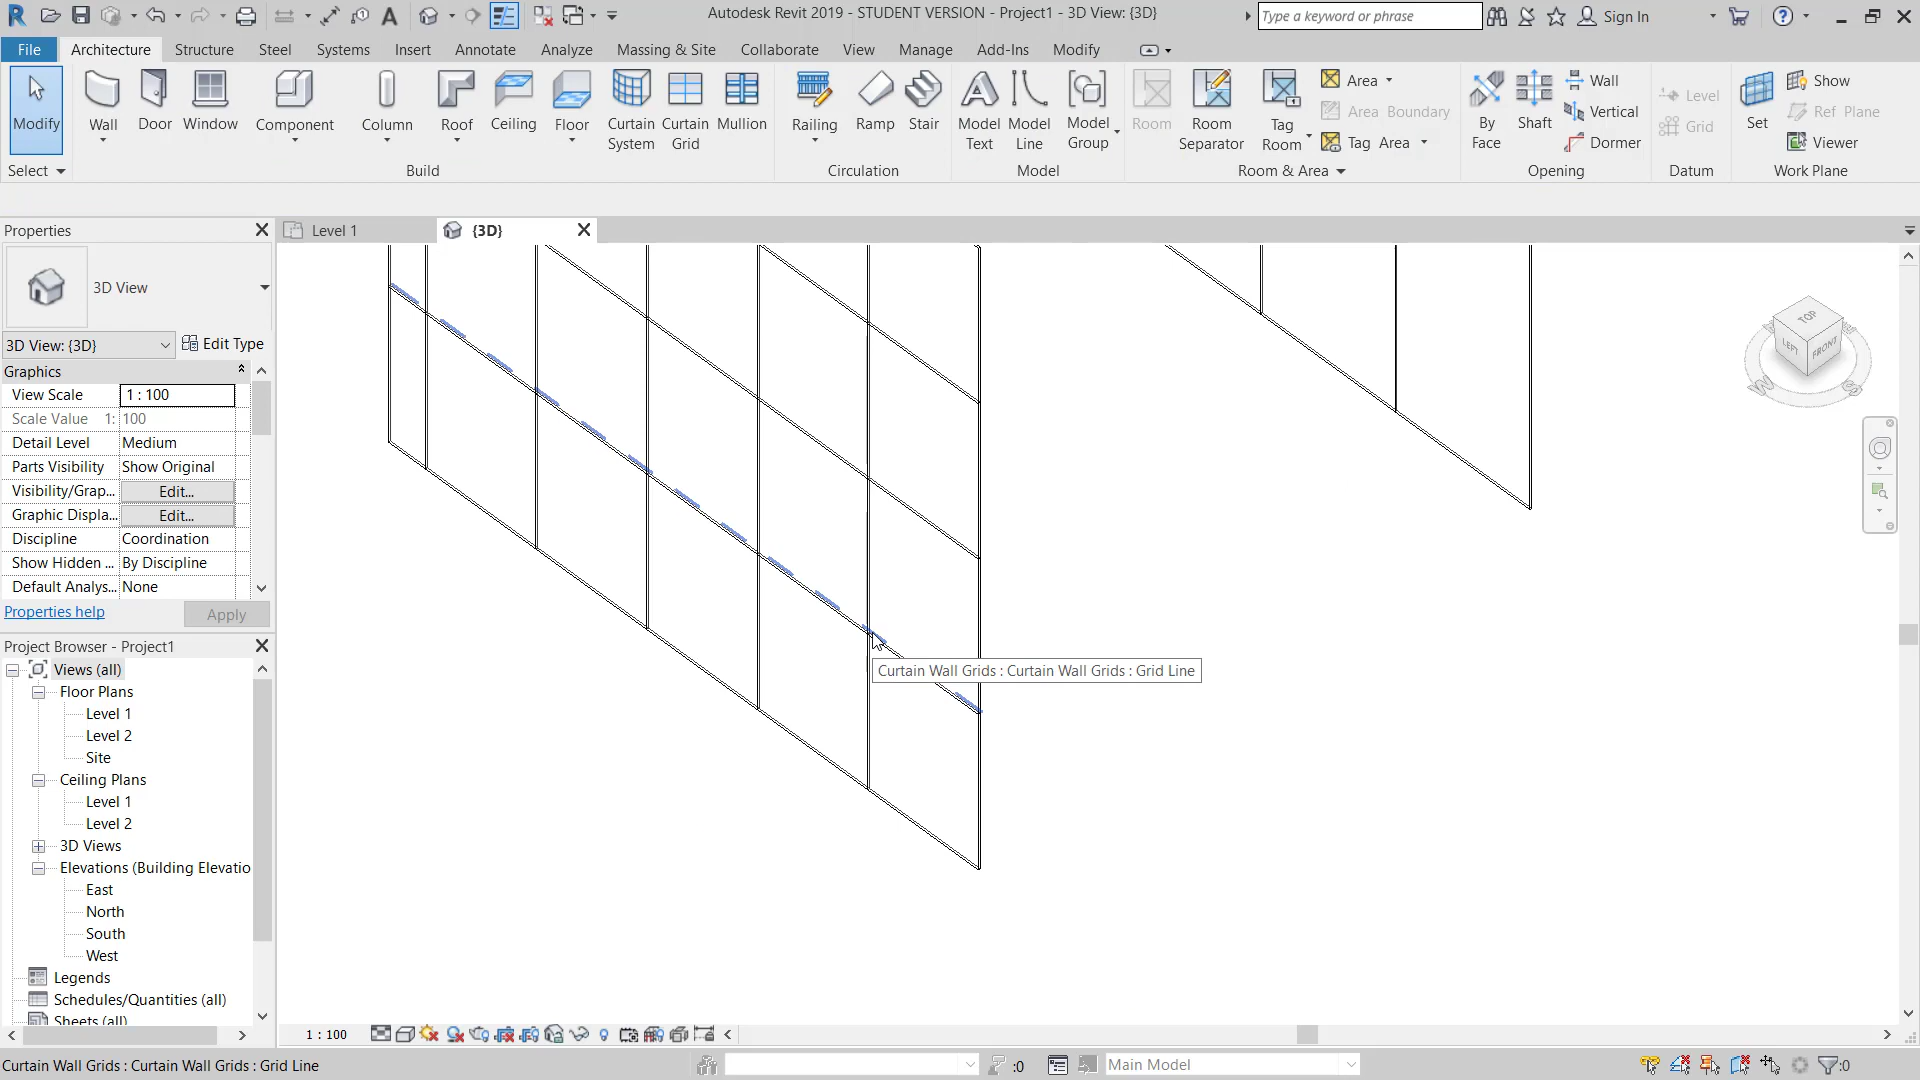 Autodesk Revit 2019 - STUDENT VERSION - Project1 - 3D View: {3D}
Type a keyword or phrase
Sign In
File Architecture Structure Steel Systems Insert Annotate Analyze Massing & Site Collaborate View Manage Add-Ins Modify
Modify Wall Door Window Component Column Roof Ceiling Floor Curtain System Curtain Grid Mullion Railing Ramp Stair Model Text Model Line Model Group Room Room Separator Tag Room
Area
Area Boundary
Tag Area
By Face Shaft
Wall
Vertical
Dormer
Level
Grid
Set
Show
Ref Plane
Viewer
Select Build Circulation Model Room & Area Opening Datum Work Plane
Properties
Level 1 {3D}
3D View
3D View: {3D} Edit Type
Graphics
View Scale 1 : 100
Scale Value 1: 100
Detail Level Medium
Parts Visibility Show Original
Visibility/Grap... Edit...
Graphic Displa... Edit...
Discipline Coordination
Show Hidden ... By Discipline
Default Analys... None
Properties help Apply
Project Browser - Project1
Views (all)
Floor Plans
Level 1
Level 2
Site
Ceiling Plans
Level 1
Level 2
3D Views
Elevations (Building Elevatio
East
North
South
West
Legends
Schedules/Quantities (all)
Sheets (all)
TOP
LEFT FRONT
W S
Curtain Wall Grids : Curtain Wall Grids : Grid Line
1 : 100
Curtain Wall Grids : Curtain Wall Grids : Grid Line
:0
Main Model
:0